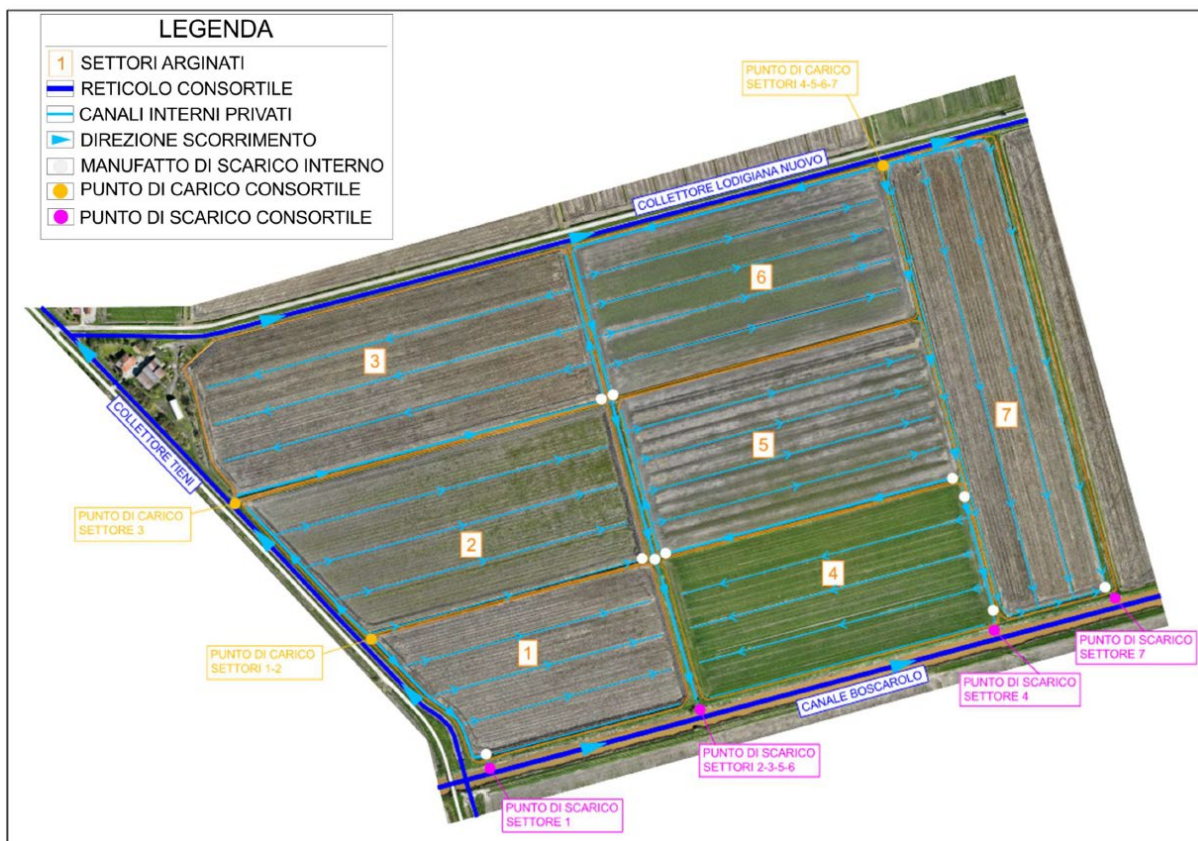 LEGENDA
1 SETTORI ARGINATI
RETICOLO CONSORTILE
CANALI INTERNI PRIVATI
DIREZIONE SCORRIMENTO
MANUFATTO DI SCARICO INTERNO
PUNTO DI CARICO CONSORTILE
PUNTO DI SCARICO CONSORTILE
PUNTO DI CARICO
SETTORI 4-5-6-7
COLLETTORE LODIGIANA NUOVO
6
3
7
5
COLLETTORE TIENI
PUNTO DI CARICO
SETTORE 3
2
4
1
PUNTO DI CARICO
SETTORI 1-2
PUNTO DI SCARICO
SETTORE 7
PUNTO DI SCARICO
SETTORE 4
CANALE BOSCAROLO
PUNTO DI SCARICO
SETTORI 2-3-5-6
PUNTO DI SCARICO
SETTORE 1